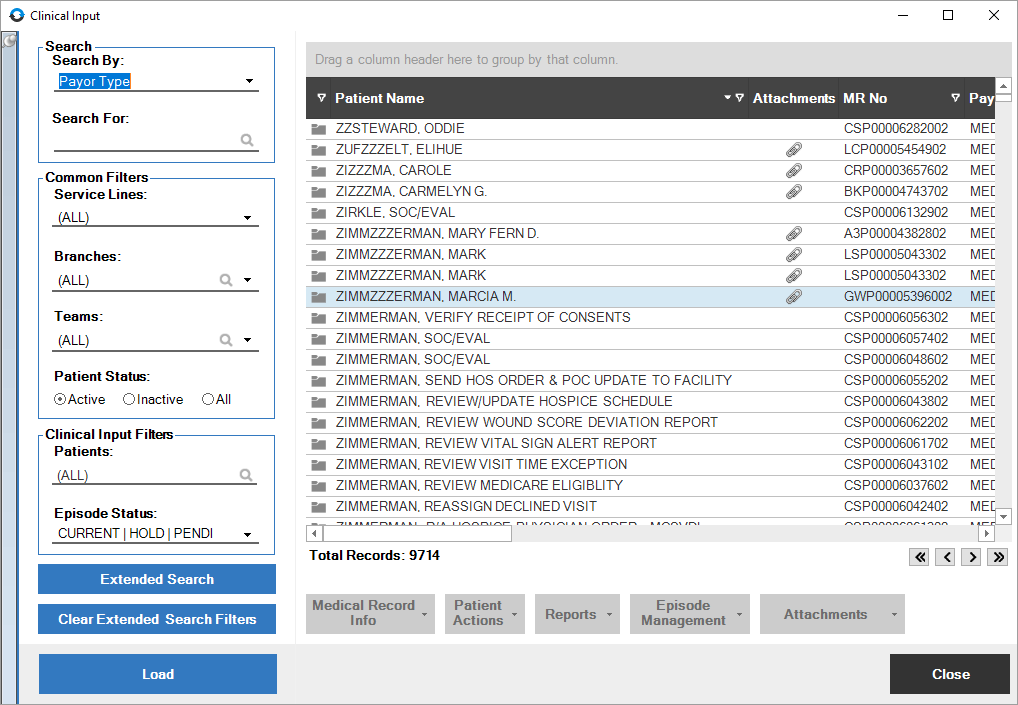 Clinical Input
Search
Search By:
Payor Type
Search For:
Common Filters
Service Lines:
(ALL)
Branches:
(ALL)
Teams:
(ALL)
Patient Status:
Active Inactive All
Clinical Input Filters
Patients:
(ALL)
Episode Status:
CURRENT | HOLD | PENDI
Extended Search
Clear Extended Search Filters
Load
Drag a column header here to group by that column.
Patient Name Attachments MR No Pay
ZZSTEWARD, ODDIE CSP00006282002 MED
ZUFZZZELT, ELIHUE LCP00005454902 MED
ZIZZZMA, CAROLE CRP00003657602 MED
ZIZZZMA, CARMELYN G. BKP00004743702 MED
ZIRKLE, SOC/EVAL CSP00006132902 MED
ZIMMZZZERMAN, MARY FERN D. A3P00004382802 MED
ZIMMZZZERMAN, MARK LSP00005043302 MED
ZIMMZZZERMAN, MARK LSP00005043302 MED
ZIMMZZZERMAN, MARCIA M. GWP00005396002 MED
ZIMMERMAN, VERIFY RECEIPT OF CONSENTS CSP00006056302 MED
ZIMMERMAN, SOC/EVAL CSP00006057402 MED
ZIMMERMAN, SOC/EVAL CSP00006048602 MED
ZIMMERMAN, SEND HOS ORDER & POC UPDATE TO FACILITY CSP00006055202 MED
ZIMMERMAN, REVIEW/UPDATE HOSPICE SCHEDULE CSP00006043802 MED
ZIMMERMAN, REVIEW WOUND SCORE DEVIATION REPORT CSP00006062202 MED
ZIMMERMAN, REVIEW VITAL SIGN ALERT REPORT CSP00006061702 MED
ZIMMERMAN, REVIEW VISIT TIME EXCEPTION CSP00006043102 MED
ZIMMERMAN, REVIEW MEDICARE ELIGIBLITY CSP00006037602 MED
ZIMMERMAN, REASSIGN DECLINED VISIT CSP00006042402 MED
Total Records: 9714
Medical Record
Info
Patient
Actions
Reports
Episode
Management
Attachments
Close